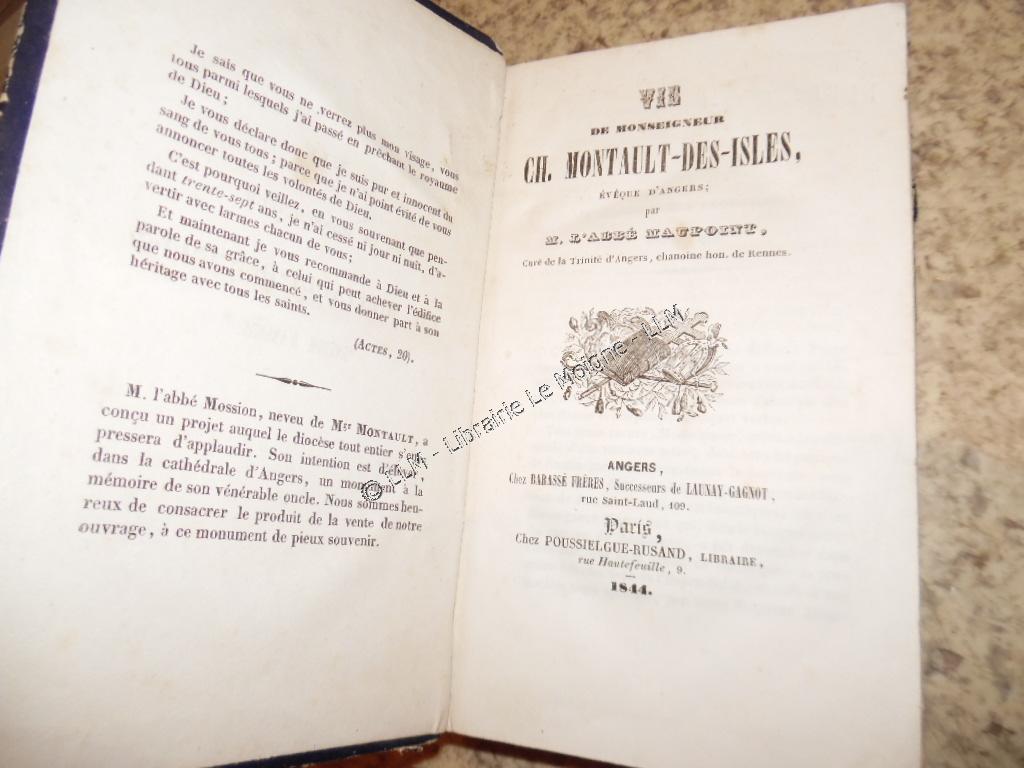 Je sais que vous ne verrez plus mon visage, vous
tous parmi lesquels j'ai passé en prêchant le royaume
de Dieu ;
Je vous déclare donc que je suis pur et innocent du
sang de vous tous ; parce que je n'ai point évité de vous
annoncer toutes les volontés de Dieu.
C'est pourquoi veillez, en vous souvenant que pen-
dant trente-sept ans, je n'ai cessé ni jour ni nuit, d'a-
vertir avec larmes chacun de vous ;
Et maintenant je vous recommande à Dieu et à la
parole de sa grâce, à celui qui peut achever l'édifice
que nous avons commencé, et vous donner part à son
héritage avec tous les saints.
(ACTES, 20).
M. l'abbé Mossion, neveu de Mgr MONTAULT, a
conçu un projet auquel le diocèse tout entier s'em-
pressera d'applaudir. Son intention est d'élever,
dans la cathédrale d'Angers, un monument à la
mémoire de son vénérable oncle. Nous sommes heu-
reux de consacrer le produit de la vente de notre
ouvrage, à ce monument de pieux souvenir.
VIE
DE MONSEIGNEUR
CH. MONTAULT-DES-ISLES,
ÉVÊQUE D'ANGERS;
par
M. L'ABBÉ MAUPOINT,
Curé de la Trinité d'Angers, chanoine hon. de Rennes.
ANGERS,
Chez BARASSÉ FRÈRES, Successeurs de LAUNAY-GAGNOT,
rue Saint-Laud, 109.
Paris,
Chez POUSSIELGUE-RUSAND, LIBRAIRE,
rue Hautefeuille, 9.
1844.
© LLM - Librairie Le Moigne - LLM